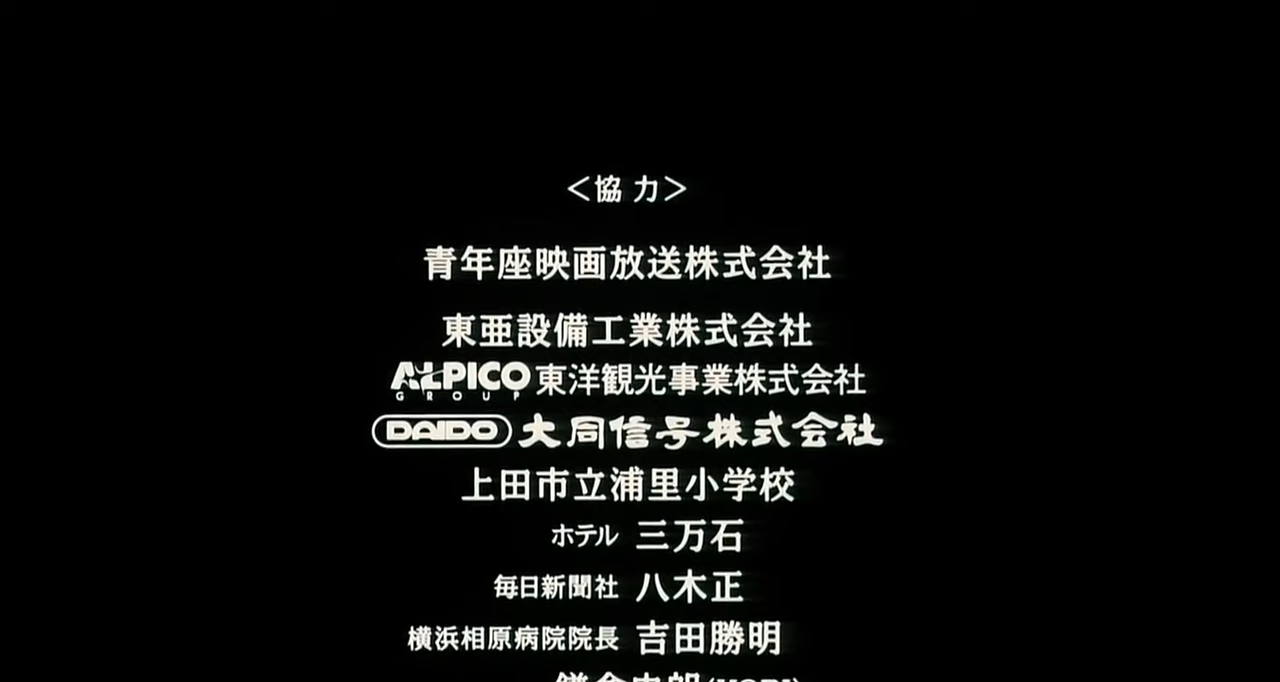 ＜協 力＞
青年座映画放送株式会社
東亜設備工業株式会社
ALPICO GROUP 東洋観光事業株式会社
DAIDO 大同信号株式会社
上田市立浦里小学校
ホテル 三万石
毎日新聞社 八木正
横浜相原病院院長 吉田勝明